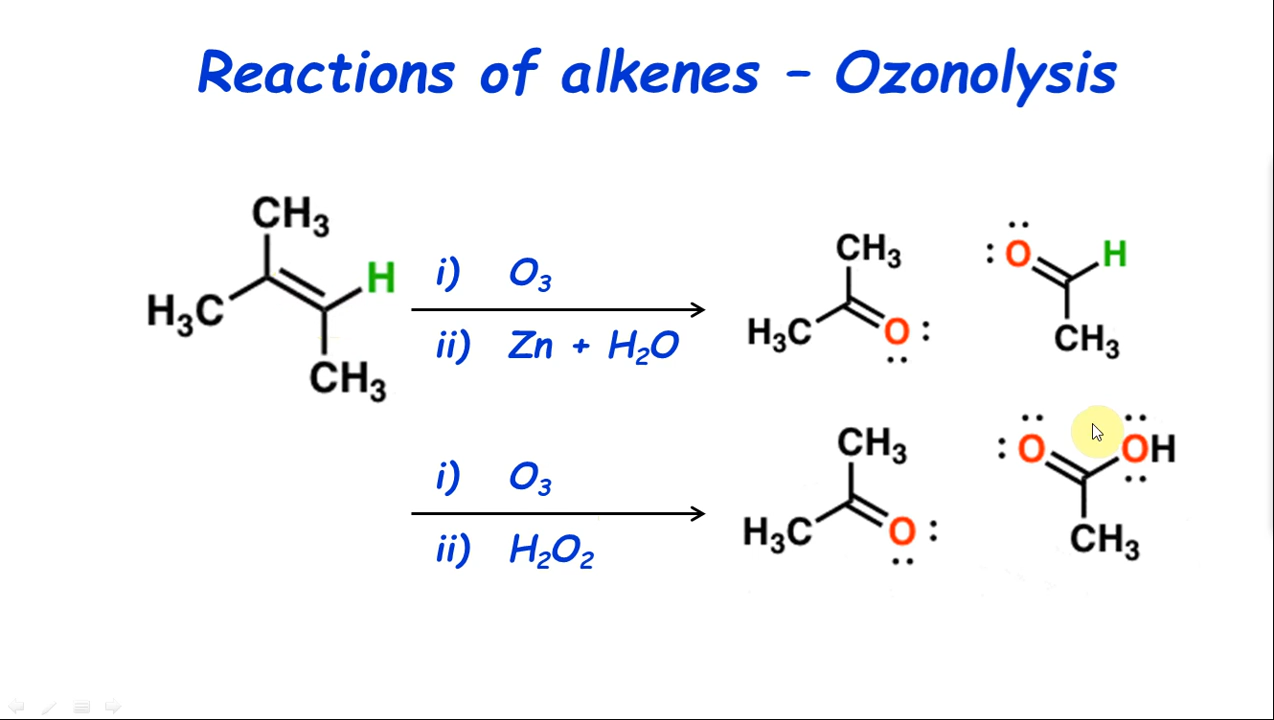 Reactions of alkenes - Ozonolysis
CH₃
H
H₃C
CH₃
i) O₃
ii) Zn + H₂O
CH₃
H₃C
O
O
H
CH₃
i) O₃
ii) H₂O₂
CH₃
H₃C
O
O
OH
CH₃